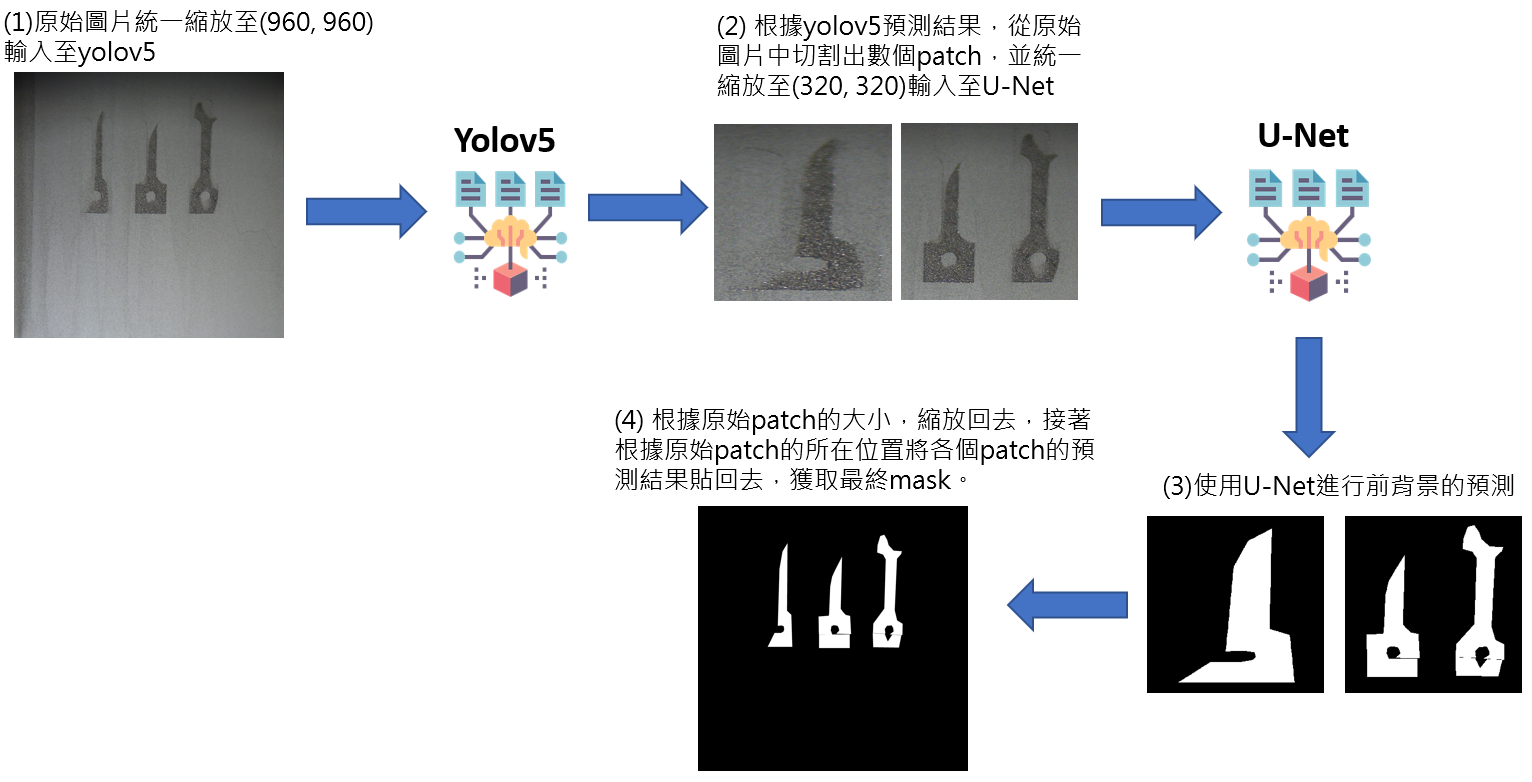 (1)原始圖片統一縮放至(960, 960)
輸入至yolov5
Yolov5
(2) 根據yolov5預測結果，從原始
圖片中切割出數個patch，並統一
縮放至(320, 320)輸入至U-Net
U-Net
(3)使用U-Net進行前背景的預測
(4) 根據原始patch的大小，縮放回去，接著
根據原始patch的所在位置將各個patch的預
測結果貼回去，獲取最終mask。